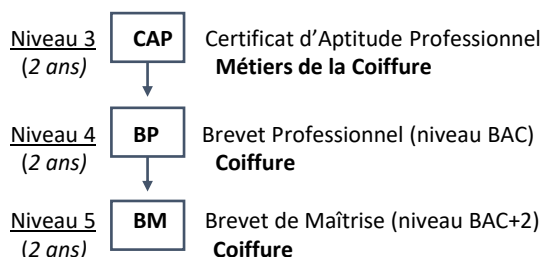 Niveau 3 CAP Certificat d’Aptitude Professionnel
(2 ans) Métiers de la Coiffure
Niveau 4 BP Brevet Professionnel (niveau BAC)
(2 ans) Coiffure
Niveau 5 BM Brevet de Maîtrise (niveau BAC+2)
(2 ans) Coiffure